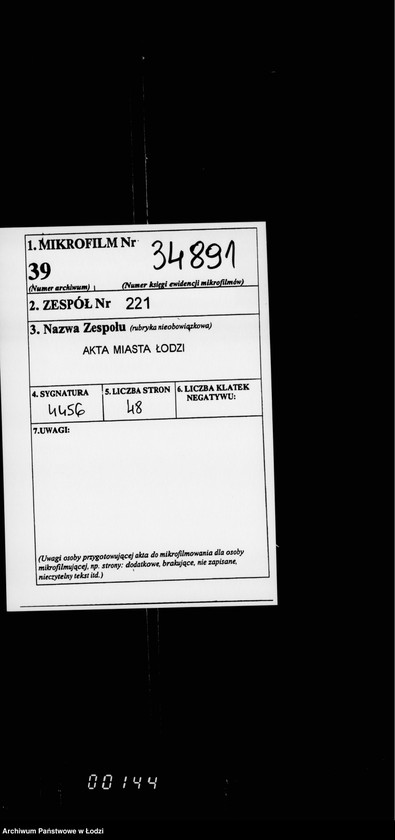 1. MIKROFILM Nr 34891
39
(Numer archiwum) (Numer księgi ewidencji mikrofilmów)
2. ZESPÓŁ Nr 221
3. Nazwa Zespołu (rubryka nieobowiązkowa)
AKTA MIASTA ŁODZI
4. SYGNATURA 5. LICZBA STRON 6. LICZBA KLATEK
NEGATYWU:
4456 48
7.UWAGI:
(Uwagi osoby przygotowującej akta do mikrofilmowania dla osoby
mikrofilmującej, np. strony: dodatkowe, brakujące, nie zapisane,
nieczytelny tekst itd.)
00144
Archiwum Państwowe w Łodzi